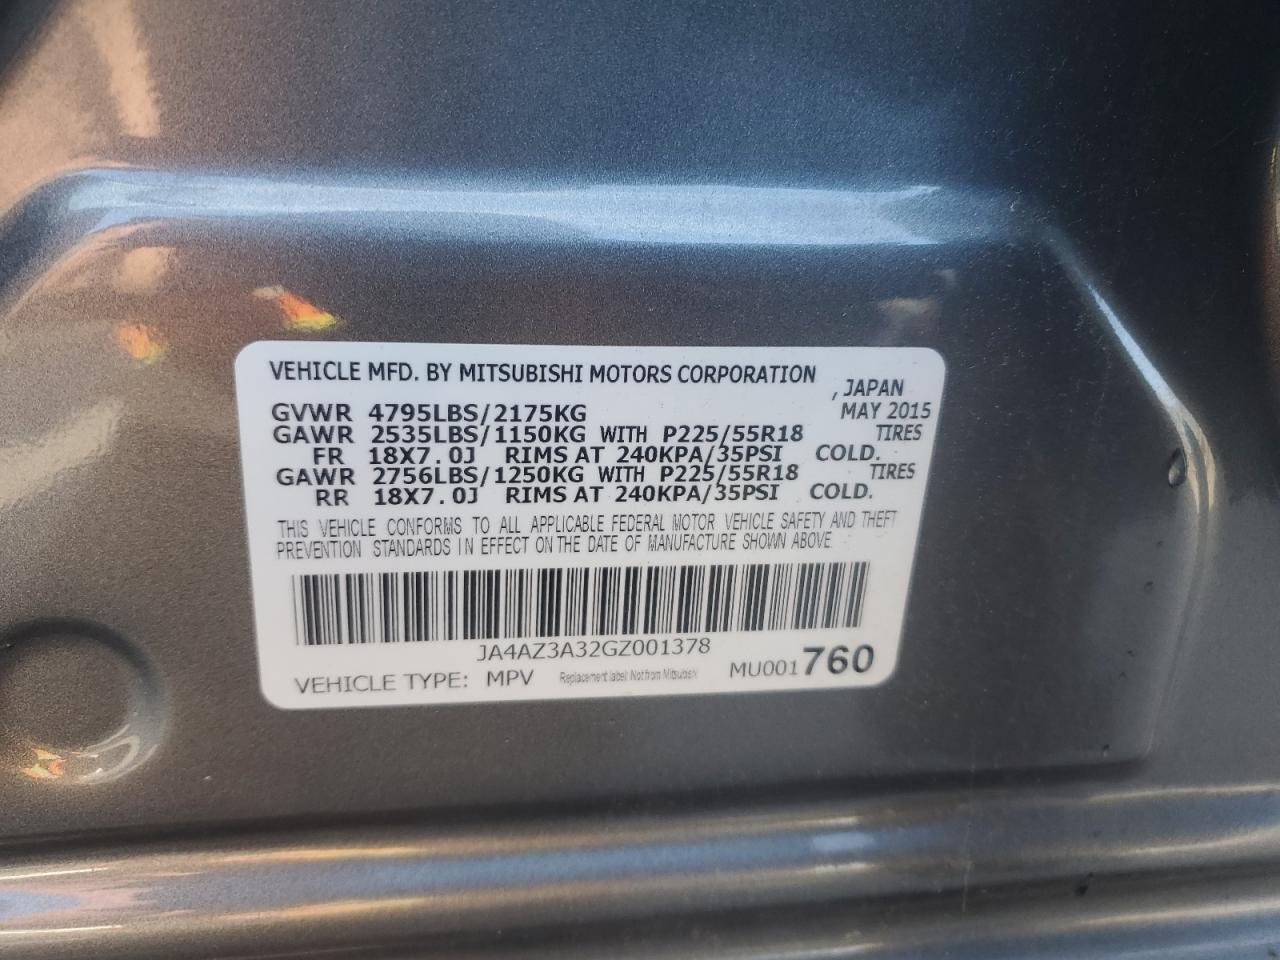 VEHICLE MFD. BY MITSUBISHI MOTORS CORPORATION , JAPAN
GVWR 4795LBS/2175KG MAY 2015
GAWR 2535LBS/1150KG WITH P225/55R18 TIRES
FR 18X7.0J RIMS AT 240KPA/35PSI COLD.
GAWR 2756LBS/1250KG WITH P225/55R18 TIRES
RR 18X7.0J RIMS AT 240KPA/35PSI COLD.
THIS VEHICLE CONFORMS TO ALL APPLICABLE FEDERAL MOTOR VEHICLE SAFETY AND THEFT
PREVENTION STANDARDS IN EFFECT ON THE DATE OF MANUFACTURE SHOWN ABOVE
JA4AZ3A32GZ001378
VEHICLE TYPE: MPV Replacement label Not from Mitsubishi MU001760